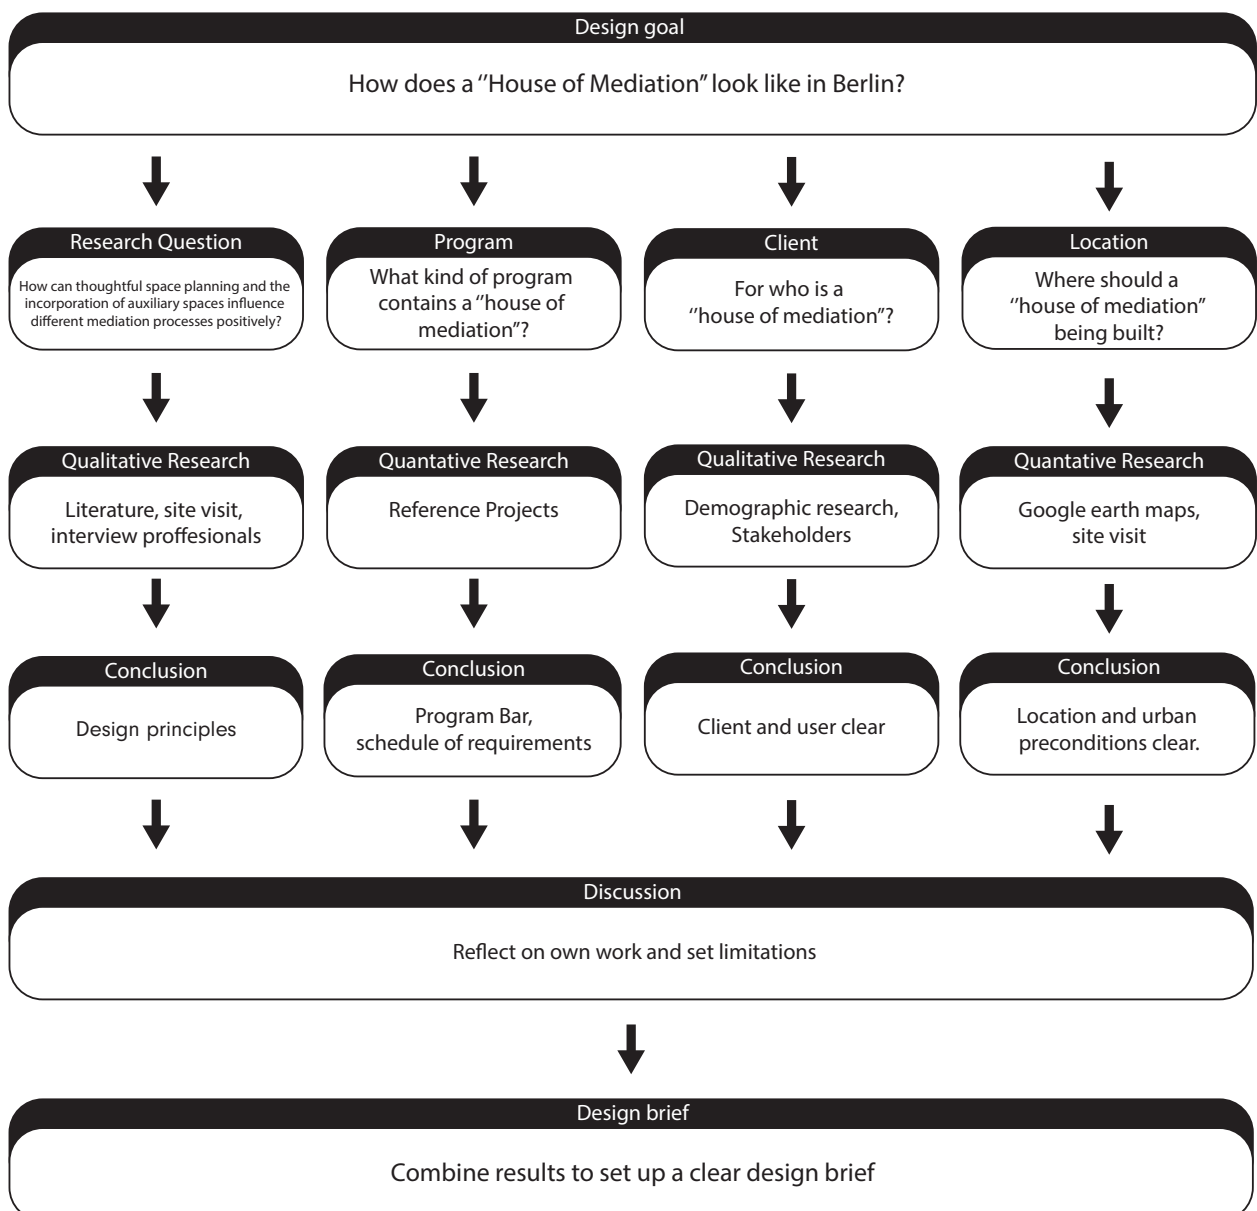 Design goal
How does a “House of Mediation” look like in Berlin?
Research Question
How can thoughtful space planning and the
incorporation of auxiliary spaces influence
different mediation processes positively?
Program
What kind of program
contains a “house of
mediation”?
Client
For who is a
“house of mediation”?
Location
Where should a
“house of mediation”
being built?
Qualitative Research
Literature, site visit,
interview proffesionals
Quantative Research
Reference Projects
Qualitative Research
Demographic research,
Stakeholders
Quantative Research
Google earth maps,
site visit
Conclusion
Design principles
Conclusion
Program Bar,
schedule of requirements
Conclusion
Client and user clear
Conclusion
Location and urban
preconditions clear.
Discussion
Reflect on own work and set limitations
Design brief
Combine results to set up a clear design brief